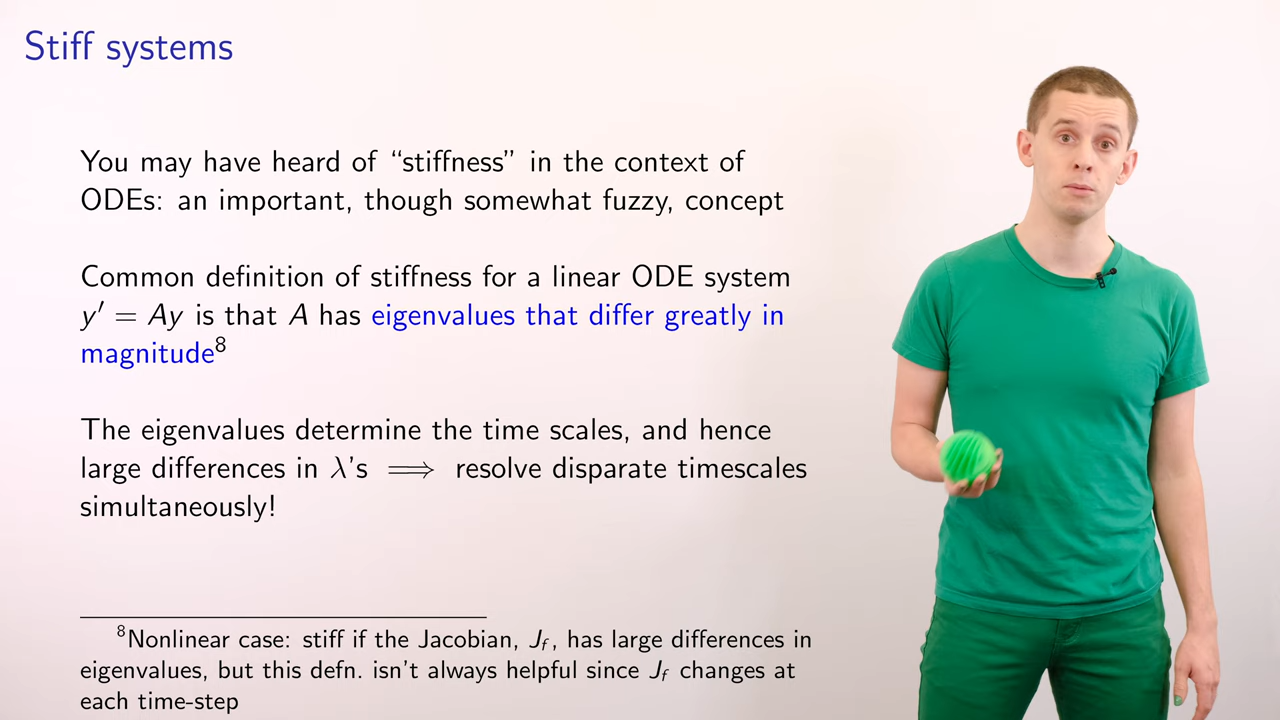 Stiff systems
You may have heard of “stiffness” in the context of
ODEs: an important, though somewhat fuzzy, concept
Common definition of stiffness for a linear ODE system
y′ = Ay is that A has eigenvalues that differ greatly in
magnitude⁸
The eigenvalues determine the time scales, and hence
large differences in λ’s ⟹ resolve disparate timescales
simultaneously!
⁸Nonlinear case: stiff if the Jacobian, J_f, has large differences in
eigenvalues, but this defn. isn’t always helpful since J_f changes at
each time-step